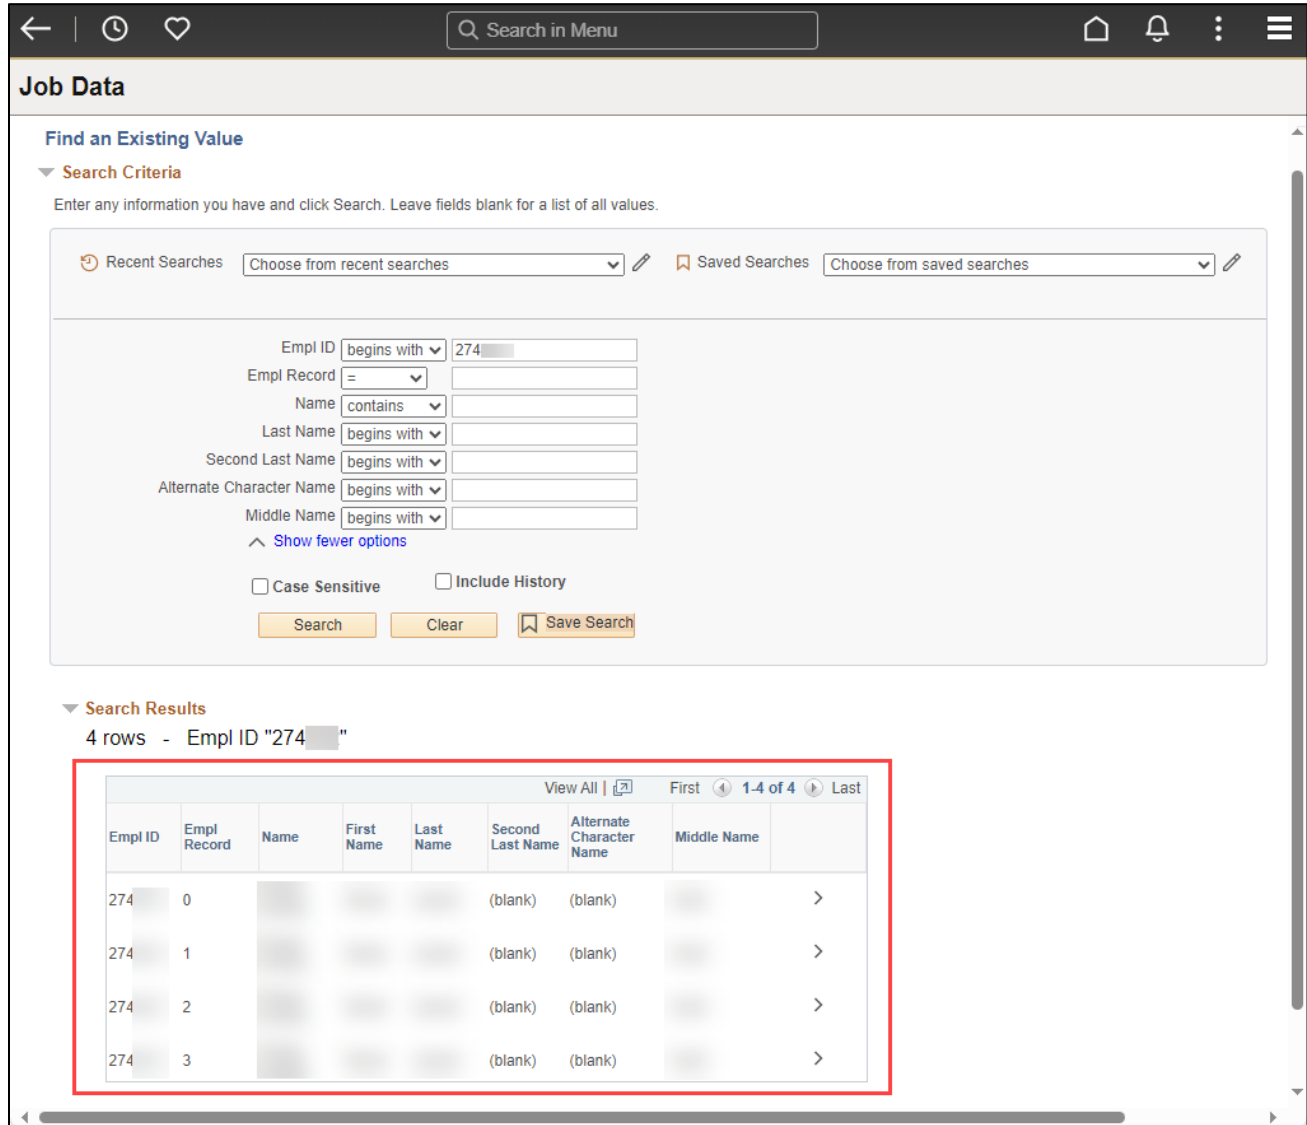 Search in Menu
Job Data
Find an Existing Value
Search Criteria
Enter any information you have and click Search. Leave fields blank for a list of all values.
Recent Searches Choose from recent searches Saved Searches Choose from saved searches
Empl ID begins with 274
Empl Record =
Name contains
Last Name begins with
Second Last Name begins with
Alternate Character Name begins with
Middle Name begins with
Show fewer options
Case Sensitive Include History
Search Clear Save Search
Search Results
4 rows - Empl ID "274 "
View All | First 1-4 of 4 Last
Empl ID Empl Record Name First Name Last Name Second Last Name Alternate Character Name Middle Name
274 0 (blank) (blank)
274 1 (blank) (blank)
274 2 (blank) (blank)
274 3 (blank) (blank)